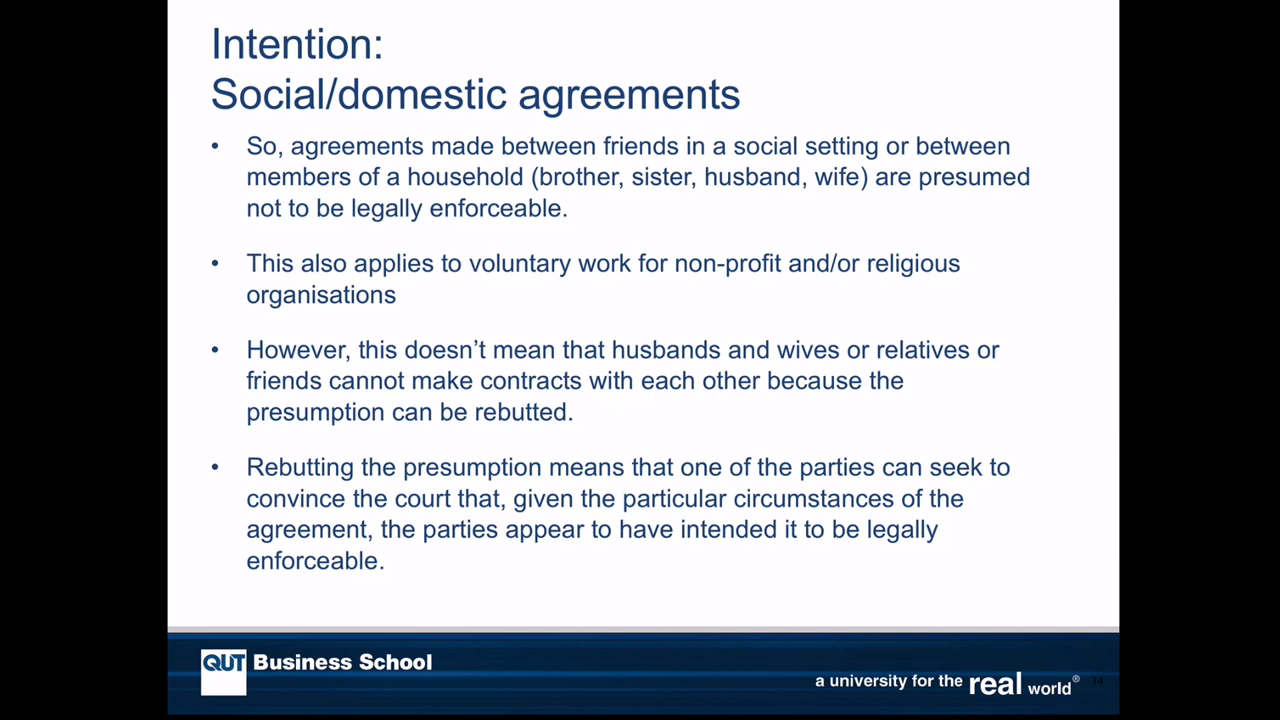 Intention:
Social/domestic agreements
• So, agreements made between friends in a social setting or between
members of a household (brother, sister, husband, wife) are presumed
not to be legally enforceable.
• This also applies to voluntary work for non-profit and/or religious
organisations
• However, this doesn’t mean that husbands and wives or relatives or
friends cannot make contracts with each other because the
presumption can be rebutted.
• Rebutting the presumption means that one of the parties can seek to
convince the court that, given the particular circumstances of the
agreement, the parties appear to have intended it to be legally
enforceable.
QUT Business School
a university for the real world® 34